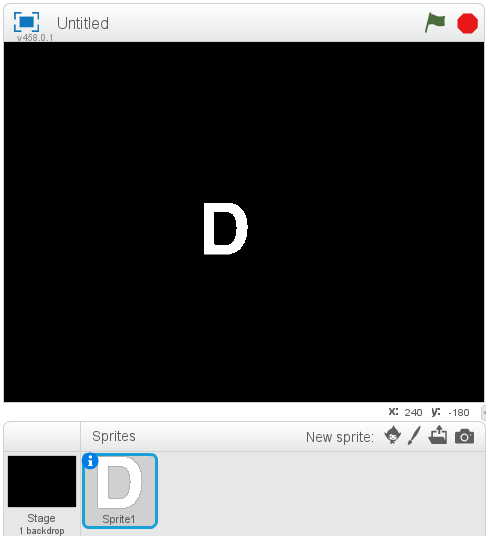 Untitled
v458.0.1
D
x: 240 y: -180
Sprites
New sprite:
D
Stage
1 backdrop
Sprite1